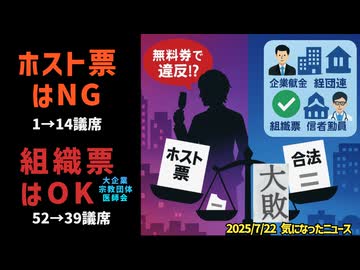 ホスト票
はNG
1→14議席
組織票
はOK
大企業
宗教団体
医師会
52→39議席
無料券で
違反!?
企業献金
経団連
組織票
信者動員
ホスト
票
合法
大敗
2025/7/22 気になったニュース